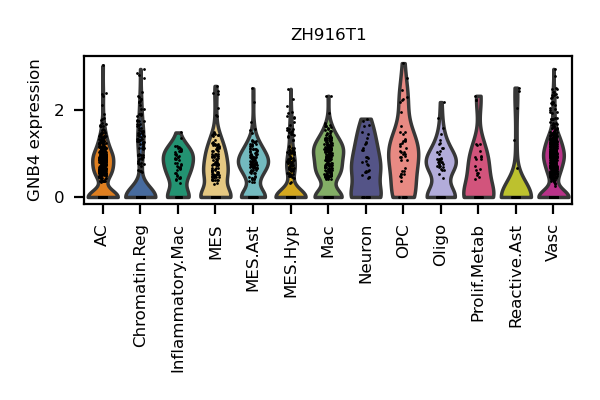 ZH916T1
GNB4 expression
2
0
AC
Chromatin.Reg
Inflammatory.Mac
MES
MES.Ast
MES.Hyp
Mac
Neuron
OPC
Oligo
Prolif.Metab
Reactive.Ast
Vasc